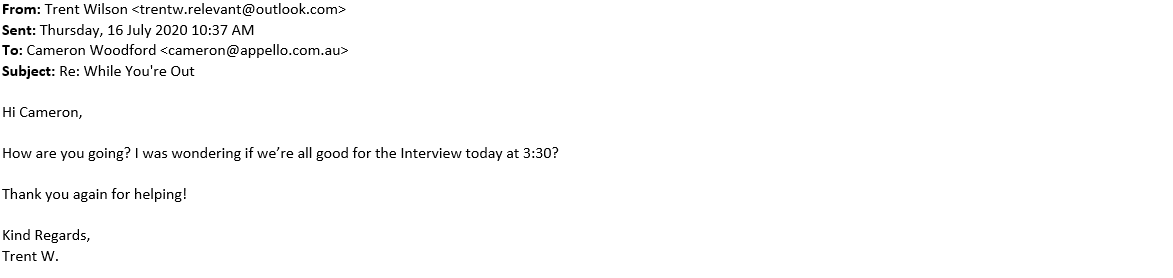 From: Trent Wilson <trentw.relevant@outlook.com>
Sent: Thursday, 16 July 2020 10:37 AM
To: Cameron Woodford <cameron@appello.com.au>
Subject: Re: While You're Out
Hi Cameron,
How are you going? I was wondering if we’re all good for the Interview today at 3:30?
Thank you again for helping!
Kind Regards,
Trent W.